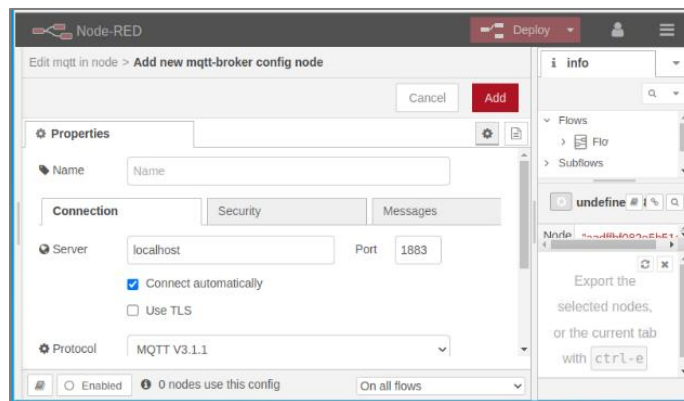 Node-RED
Deploy
Edit mqtt in node > Add new mqtt-broker config node
Cancel
Add
Properties
Name
Name
Connection
Security
Messages
Server
localhost
Port
1883
Connect automatically
Use TLS
Protocol
MQTT V3.1.1
Enabled
0 nodes use this config
On all flows
i info
Flows
Flo
Subflows
undefine
Node
Export the
selected nodes,
or the current tab
with ctrl-e